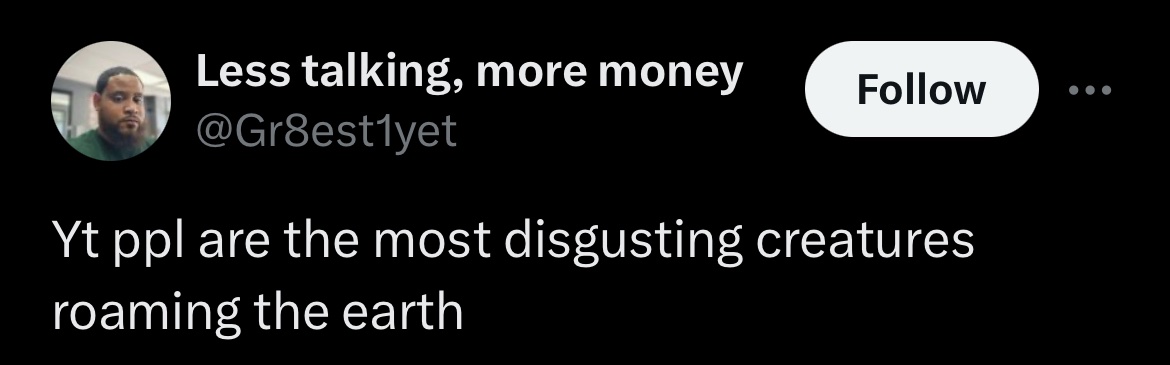 Less talking, more money
@Gr8est1yet
Follow
Yt ppl are the most disgusting creatures
roaming the earth